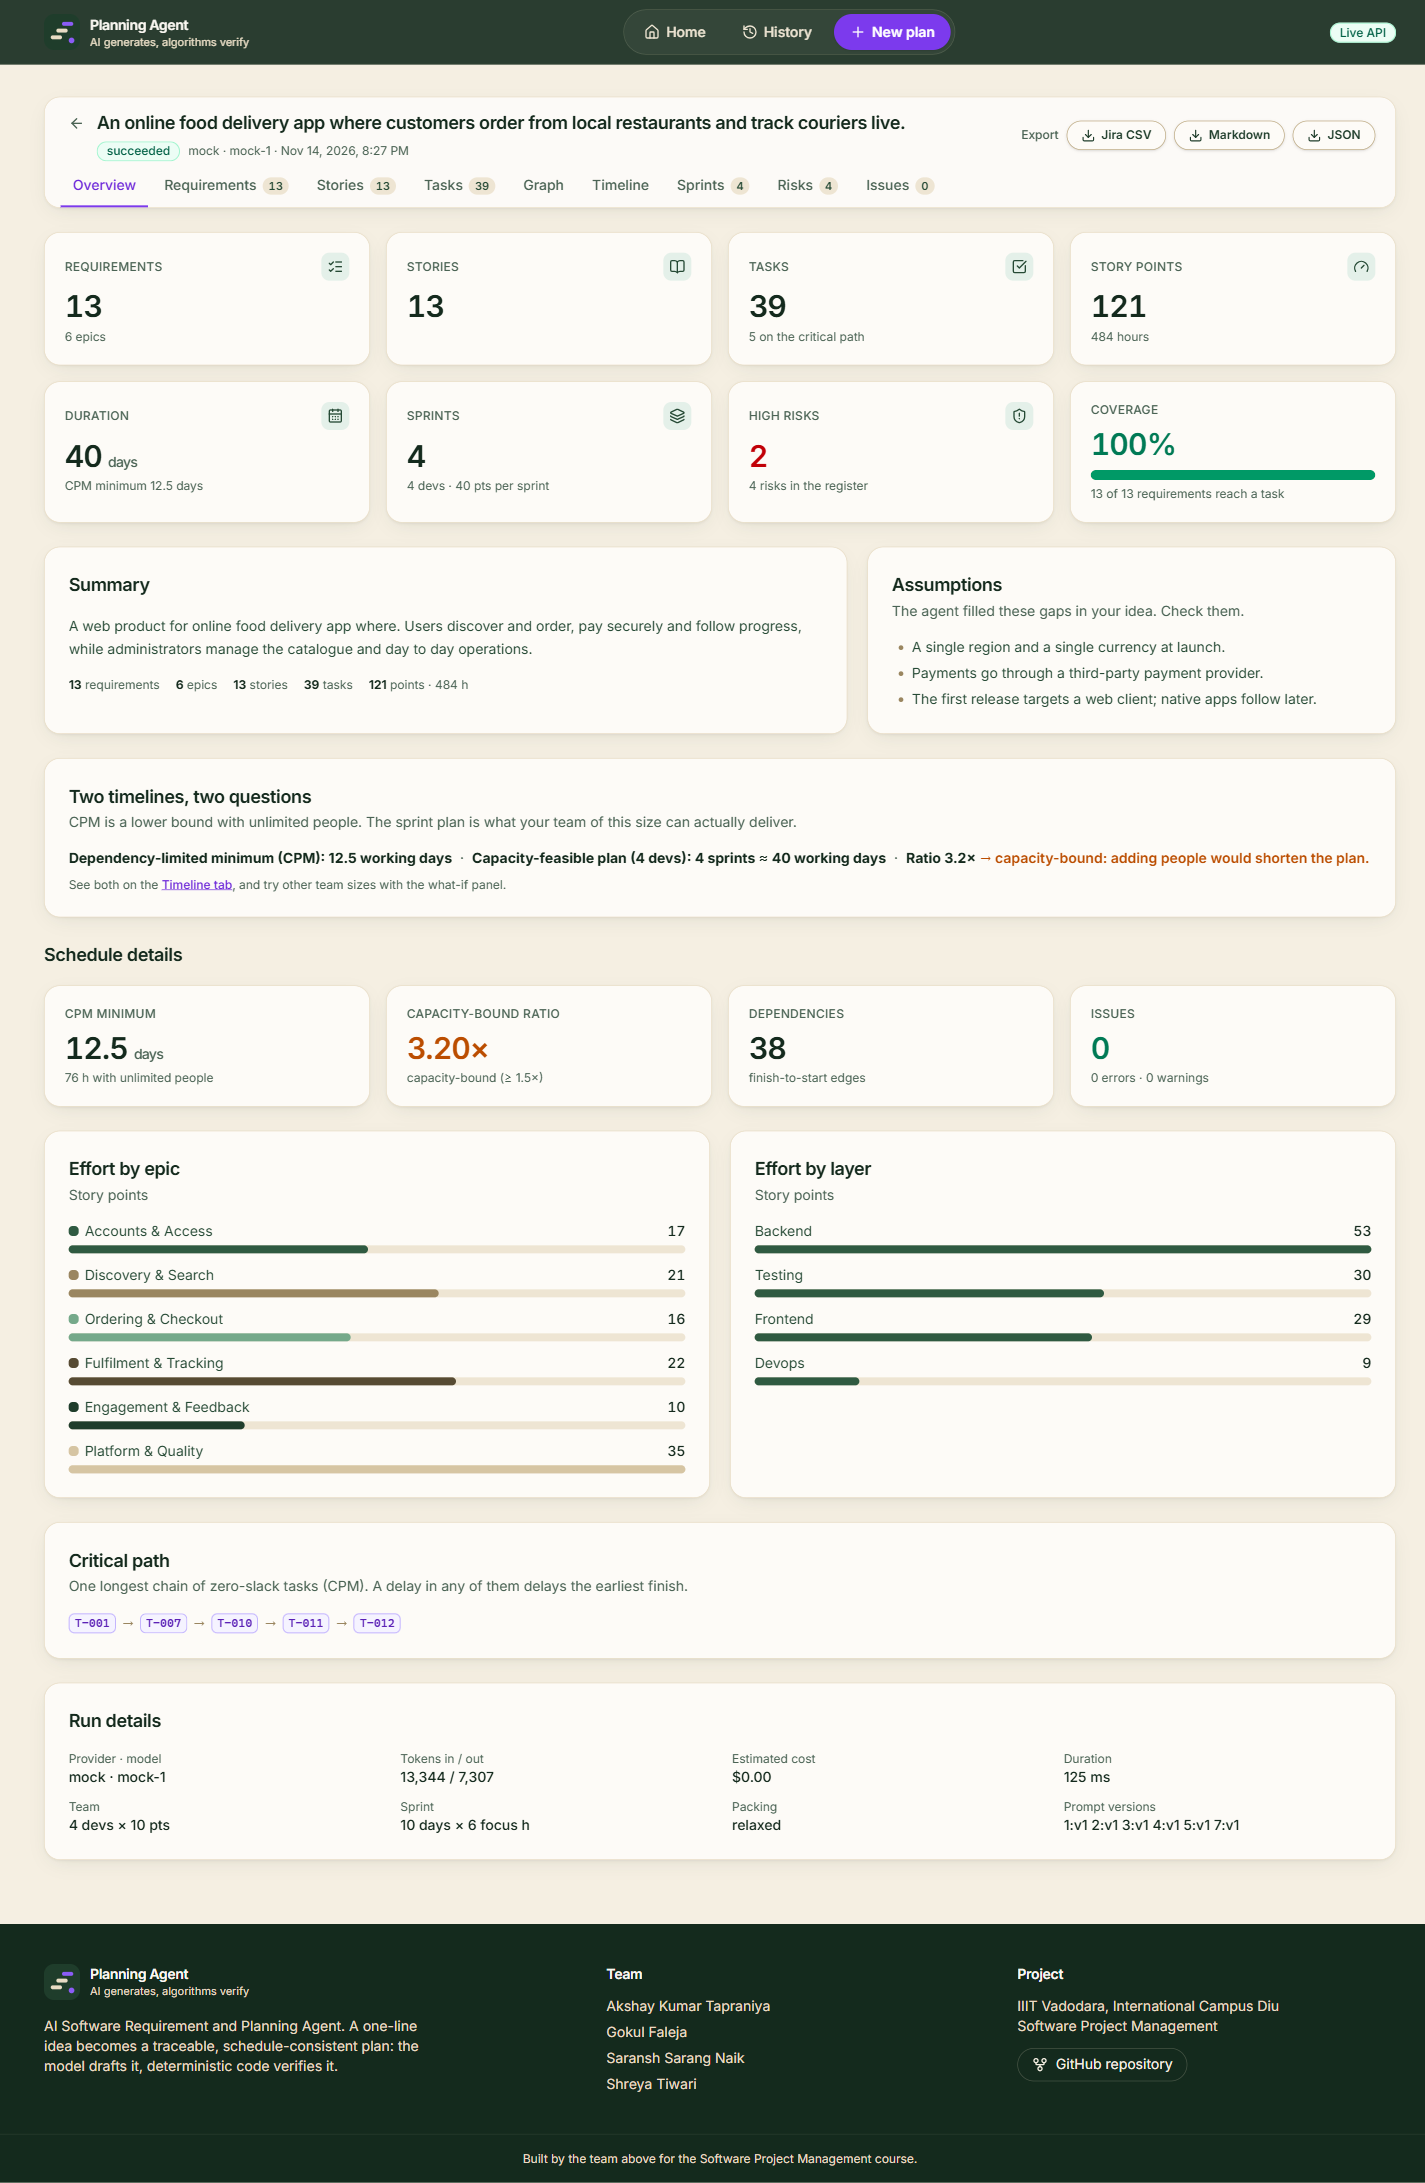 Planning Agent
AI generates, algorithms verify
Home
History
New plan
Live API
An online food delivery app where customers order from local restaurants and track couriers live.
succeeded mock · mock-1 · Nov 14, 2026, 8:27 PM
Export
Jira CSV
Markdown
JSON
Overview
Requirements 13
Stories 13
Tasks 39
Graph
Timeline
Sprints 4
Risks 4
Issues 0
REQUIREMENTS
13
6 epics
STORIES
13
TASKS
39
5 on the critical path
STORY POINTS
121
484 hours
DURATION
40 days
CPM minimum 12.5 days
SPRINTS
4
4 devs · 40 pts per sprint
HIGH RISKS
2
4 risks in the register
COVERAGE
100%
13 of 13 requirements reach a task
Summary
A web product for online food delivery app where. Users discover and order, pay securely and follow progress,
while administrators manage the catalogue and day to day operations.
13 requirements 6 epics 13 stories 39 tasks 121 points · 484 h
Assumptions
The agent filled these gaps in your idea. Check them.
• A single region and a single currency at launch.
• Payments go through a third-party payment provider.
• The first release targets a web client; native apps follow later.
Two timelines, two questions
CPM is a lower bound with unlimited people. The sprint plan is what your team of this size can actually deliver.
Dependency-limited minimum (CPM): 12.5 working days · Capacity-feasible plan (4 devs): 4 sprints ≈ 40 working days · Ratio 3.2× → capacity-bound: adding people would shorten the plan.
See both on the Timeline tab, and try other team sizes with the what-if panel.
Schedule details
CPM MINIMUM
12.5 days
76 h with unlimited people
CAPACITY-BOUND RATIO
3.20×
capacity-bound (≥ 1.5×)
DEPENDENCIES
38
finish-to-start edges
ISSUES
0
0 errors · 0 warnings
Effort by epic
Story points
Accounts & Access 17
Discovery & Search 21
Ordering & Checkout 16
Fulfilment & Tracking 22
Engagement & Feedback 10
Platform & Quality 35
Effort by layer
Story points
Backend 53
Testing 30
Frontend 29
Devops 9
Critical path
One longest chain of zero-slack tasks (CPM). A delay in any of them delays the earliest finish.
T-001 → T-007 → T-010 → T-011 → T-012
Run details
Provider · model
mock · mock-1
Tokens in / out
13,344 / 7,307
Estimated cost
$0.00
Duration
125 ms
Team
4 devs × 10 pts
Sprint
10 days × 6 focus h
Packing
relaxed
Prompt versions
1:v1 2:v1 3:v1 4:v1 5:v1 7:v1
Planning Agent
AI generates, algorithms verify
AI Software Requirement and Planning Agent. A one-line
idea becomes a traceable, schedule-consistent plan: the
model drafts it, deterministic code verifies it.
Team
Akshay Kumar Tapraniya
Gokul Faleja
Saransh Sarang Naik
Shreya Tiwari
Project
IIIT Vadodara, International Campus Diu
Software Project Management
GitHub repository
Built by the team above for the Software Project Management course.